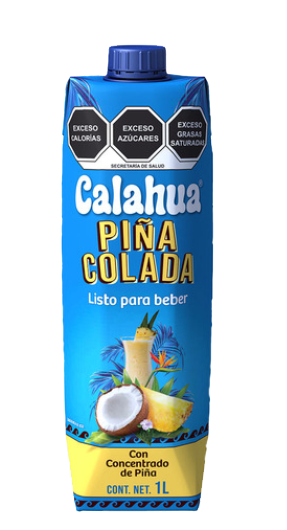 EXCESO
CALORÍAS
EXCESO
AZÚCARES
EXCESO
GRASAS
SATURADAS
SECRETARÍA DE SALUD
Calahua®
PIÑA
COLADA
Listo para beber
Con
Concentrado
de Piña
CONT. NET. 1L